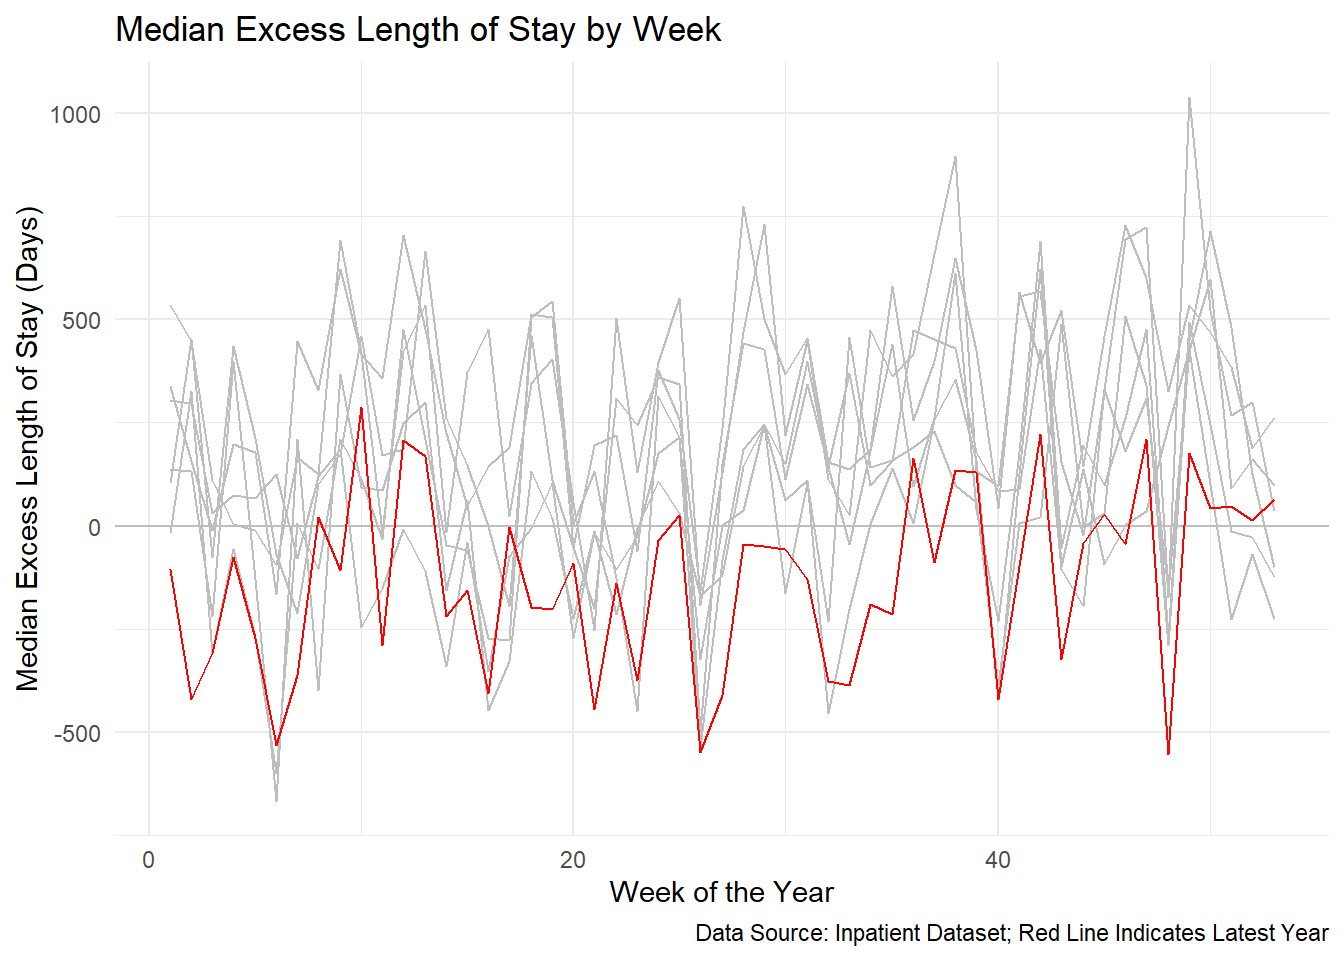 Median Excess Length of Stay by Week
Median Excess Length of Stay (Days)
1000
500
0
-500
0
20
40
Week of the Year
Data Source: Inpatient Dataset; Red Line Indicates Latest Year